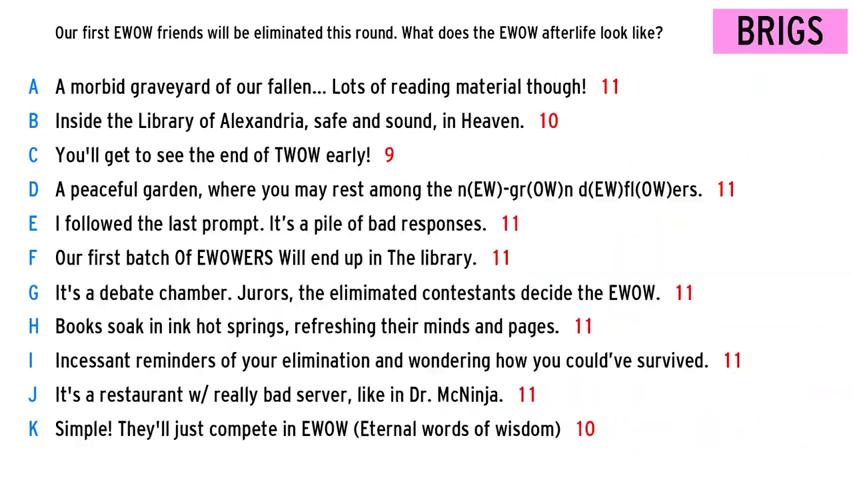 Our first EWOW friends will be eliminated this round. What does the EWOW afterlife look like?
BRIGS
A A morbid graveyard of our fallen... Lots of reading material though! 11
B Inside the Library of Alexandria, safe and sound, in Heaven. 10
C You'll get to see the end of TWOW early! 9
D A peaceful garden, where you may rest among the n(EW)-gr(OW)n d(EW)fl(OW)ers. 11
E I followed the last prompt. It’s a pile of bad responses. 11
F Our first batch Of EWOWERS Will end up in The library. 11
G It's a debate chamber. Jurors, the elimimated contestants decide the EWOW. 11
H Books soak in ink hot springs, refreshing their minds and pages. 11
I Incessant reminders of your elimination and wondering how you could’ve survived. 11
J It's a restaurant w/ really bad server, like in Dr. McNinja. 11
K Simple! They'll just compete in EWOW (Eternal words of wisdom) 10